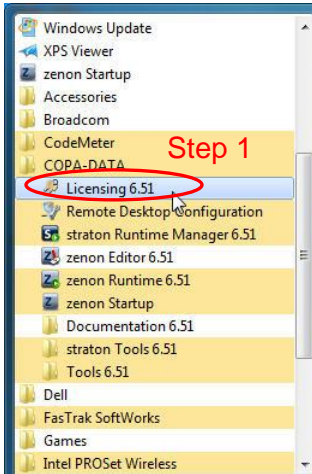 Windows Update
XPS Viewer
zenon Startup
Accessories
Broadcom
CodeMeter
Step 1
COPA-DATA
Licensing 6.51
Remote Desktop Configuration
straton Runtime Manager 6.51
zenon Editor 6.51
zenon Runtime 6.51
zenon Startup
Documentation 6.51
straton Tools 6.51
Tools 6.51
Dell
FasTrak SoftWorks
Games
Intel PROSet Wireless